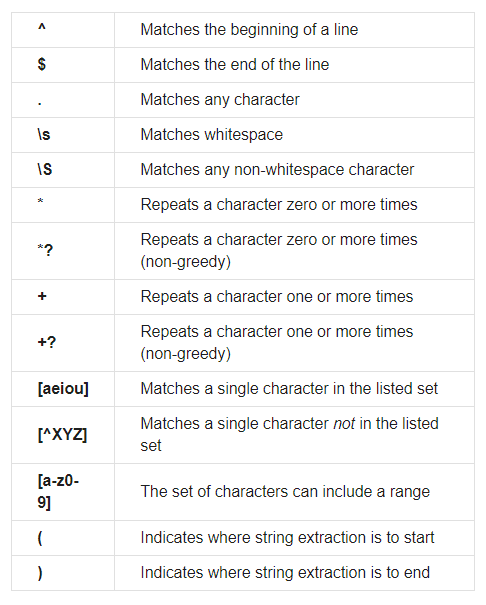 ^ Matches the beginning of a line
$ Matches the end of the line
. Matches any character
\s Matches whitespace
\S Matches any non-whitespace character
* Repeats a character zero or more times
*? Repeats a character zero or more times
(non-greedy)
+ Repeats a character one or more times
+? Repeats a character one or more times
(non-greedy)
[aeiou] Matches a single character in the listed set
[^XYZ] Matches a single character not in the listed
set
[a-z0-
9] The set of characters can include a range
( Indicates where string extraction is to start
) Indicates where string extraction is to end